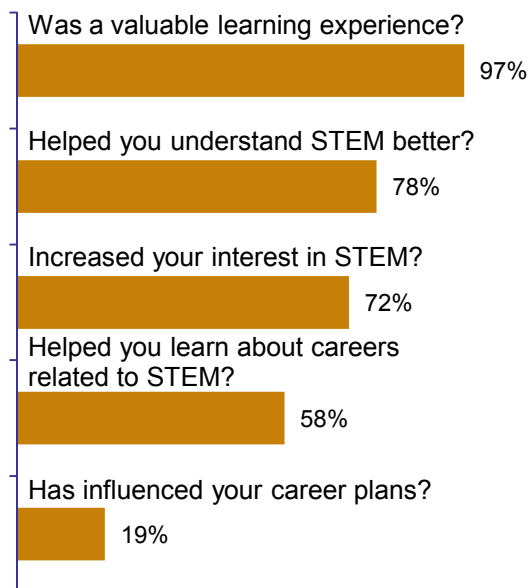 Was a valuable learning experience?
97%
Helped you understand STEM better?
78%
Increased your interest in STEM?
72%
Helped you learn about careers
related to STEM?
58%
Has influenced your career plans?
19%